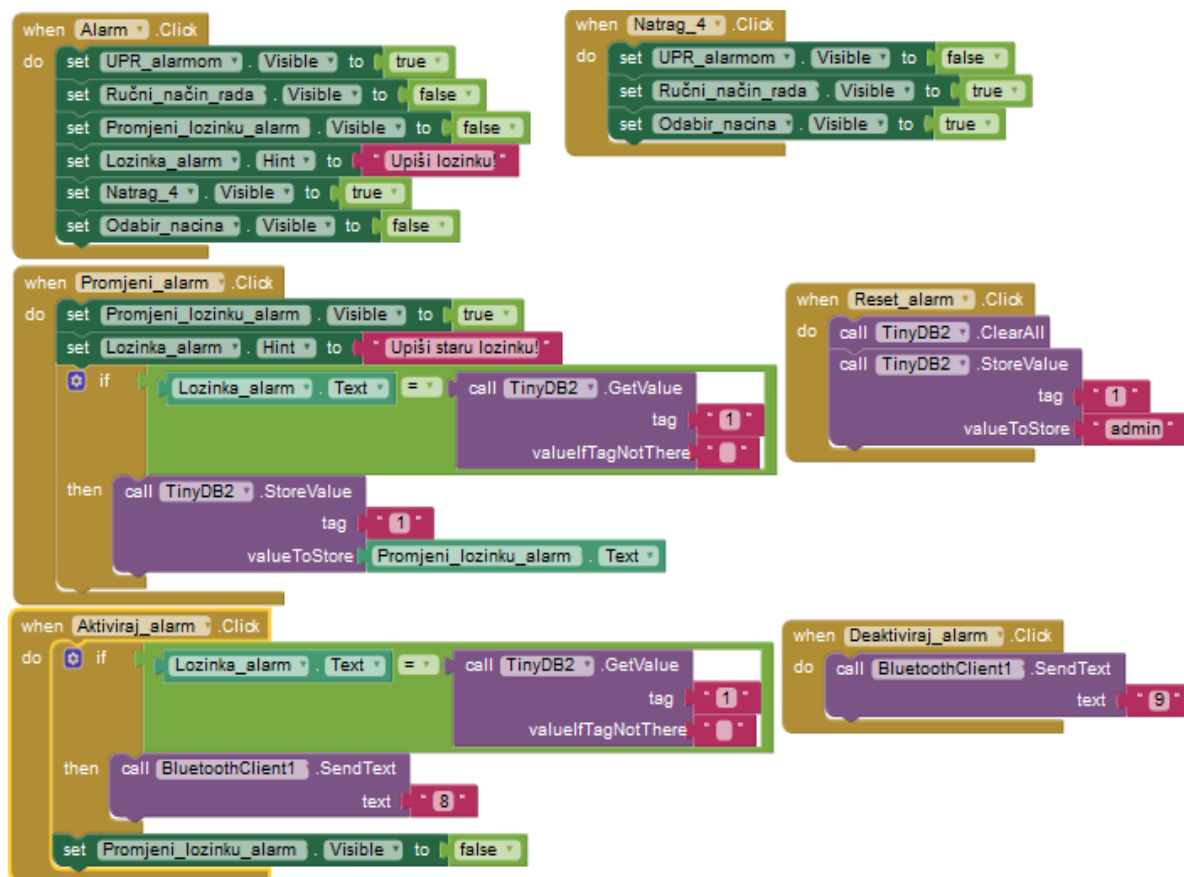 when Alarm .Click
do set UPR_alarmom . Visible to true
set Ručni_način_rada . Visible to false
set Promjeni_lozinku_alarm . Visible to false
set Lozinka_alarm . Hint to " Upiši lozinku! "
set Natrag_4 . Visible to true
set Odabir_nacina . Visible to false
when Natrag_4 .Click
do set UPR_alarmom . Visible to false
set Ručni_način_rada . Visible to true
set Odabir_nacina . Visible to true
when Promjeni_alarm .Click
do set Promjeni_lozinku_alarm . Visible to true
set Lozinka_alarm . Hint to " Upiši staru lozinku! "
if Lozinka_alarm . Text = call TinyDB2 .GetValue
tag " 1 "
valueIfTagNotThere " "
then call TinyDB2 .StoreValue
tag " 1 "
valueToStore Promjeni_lozinku_alarm . Text
when Reset_alarm .Click
do call TinyDB2 .ClearAll
call TinyDB2 .StoreValue
tag " 1 "
valueToStore " admin "
when Aktiviraj_alarm .Click
do if Lozinka_alarm . Text = call TinyDB2 .GetValue
tag " 1 "
valueIfTagNotThere " "
then call BluetoothClient1 .SendText
text " 8 "
set Promjeni_lozinku_alarm . Visible to false
when Deaktiviraj_alarm .Click
do call BluetoothClient1 .SendText
text " 9 "